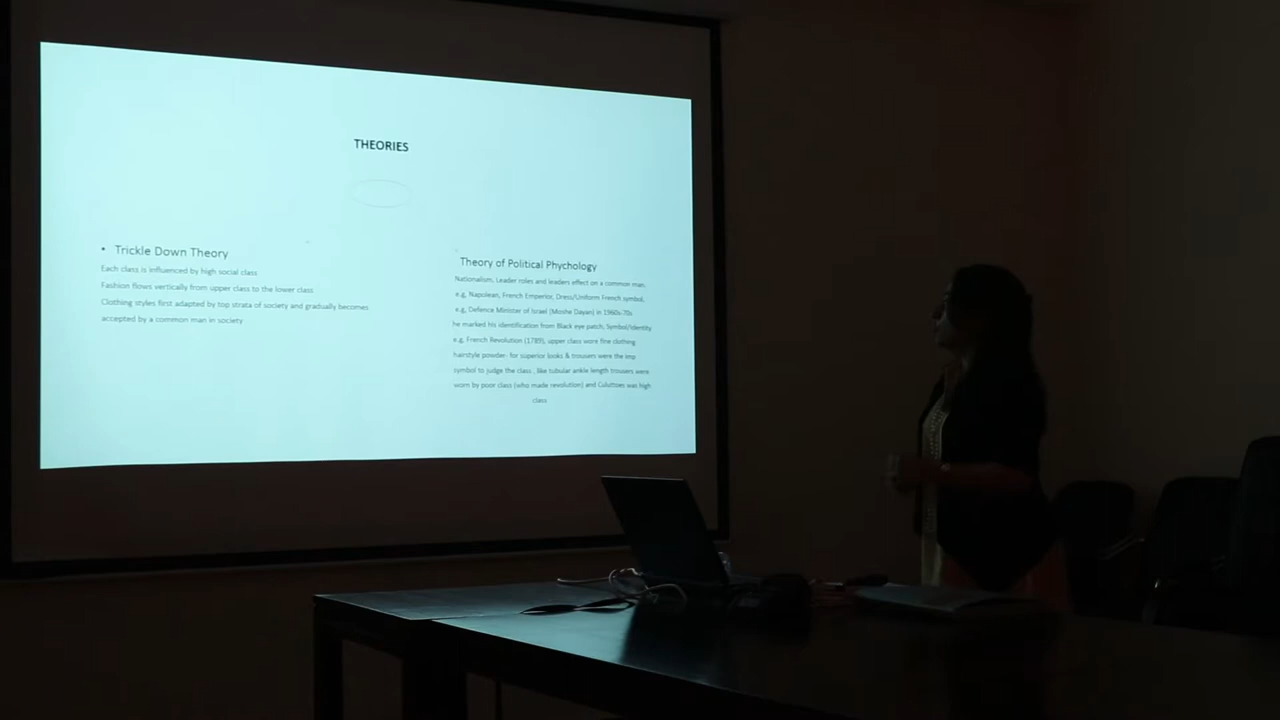 THEORIES
• Trickle Down Theory
Each class is influenced by high social class
Fashion flows vertically from upper class to the lower class
Clothing styles first adapted by top strata of society and gradually becomes
accepted by a common man in society
Theory of Political Phychology
Nationalism, Leader roles and leaders effect on a common man.
e.g, Napolean, French Emperior, Dress/Uniform French symbol.
e.g, Defence Minister of Israel (Moshe Dayan) in 1960s-70s
he marked his identification from Black eye patch, Symbol/Identity
e.g, French Revolution (1789), upper class wore fine clothing
hairstyle powder- for superior looks & trousers were the imp
symbol to judge the class , like tubular ankle length trousers were
worn by poor class (who made revolution) and Culuttoes was high
class